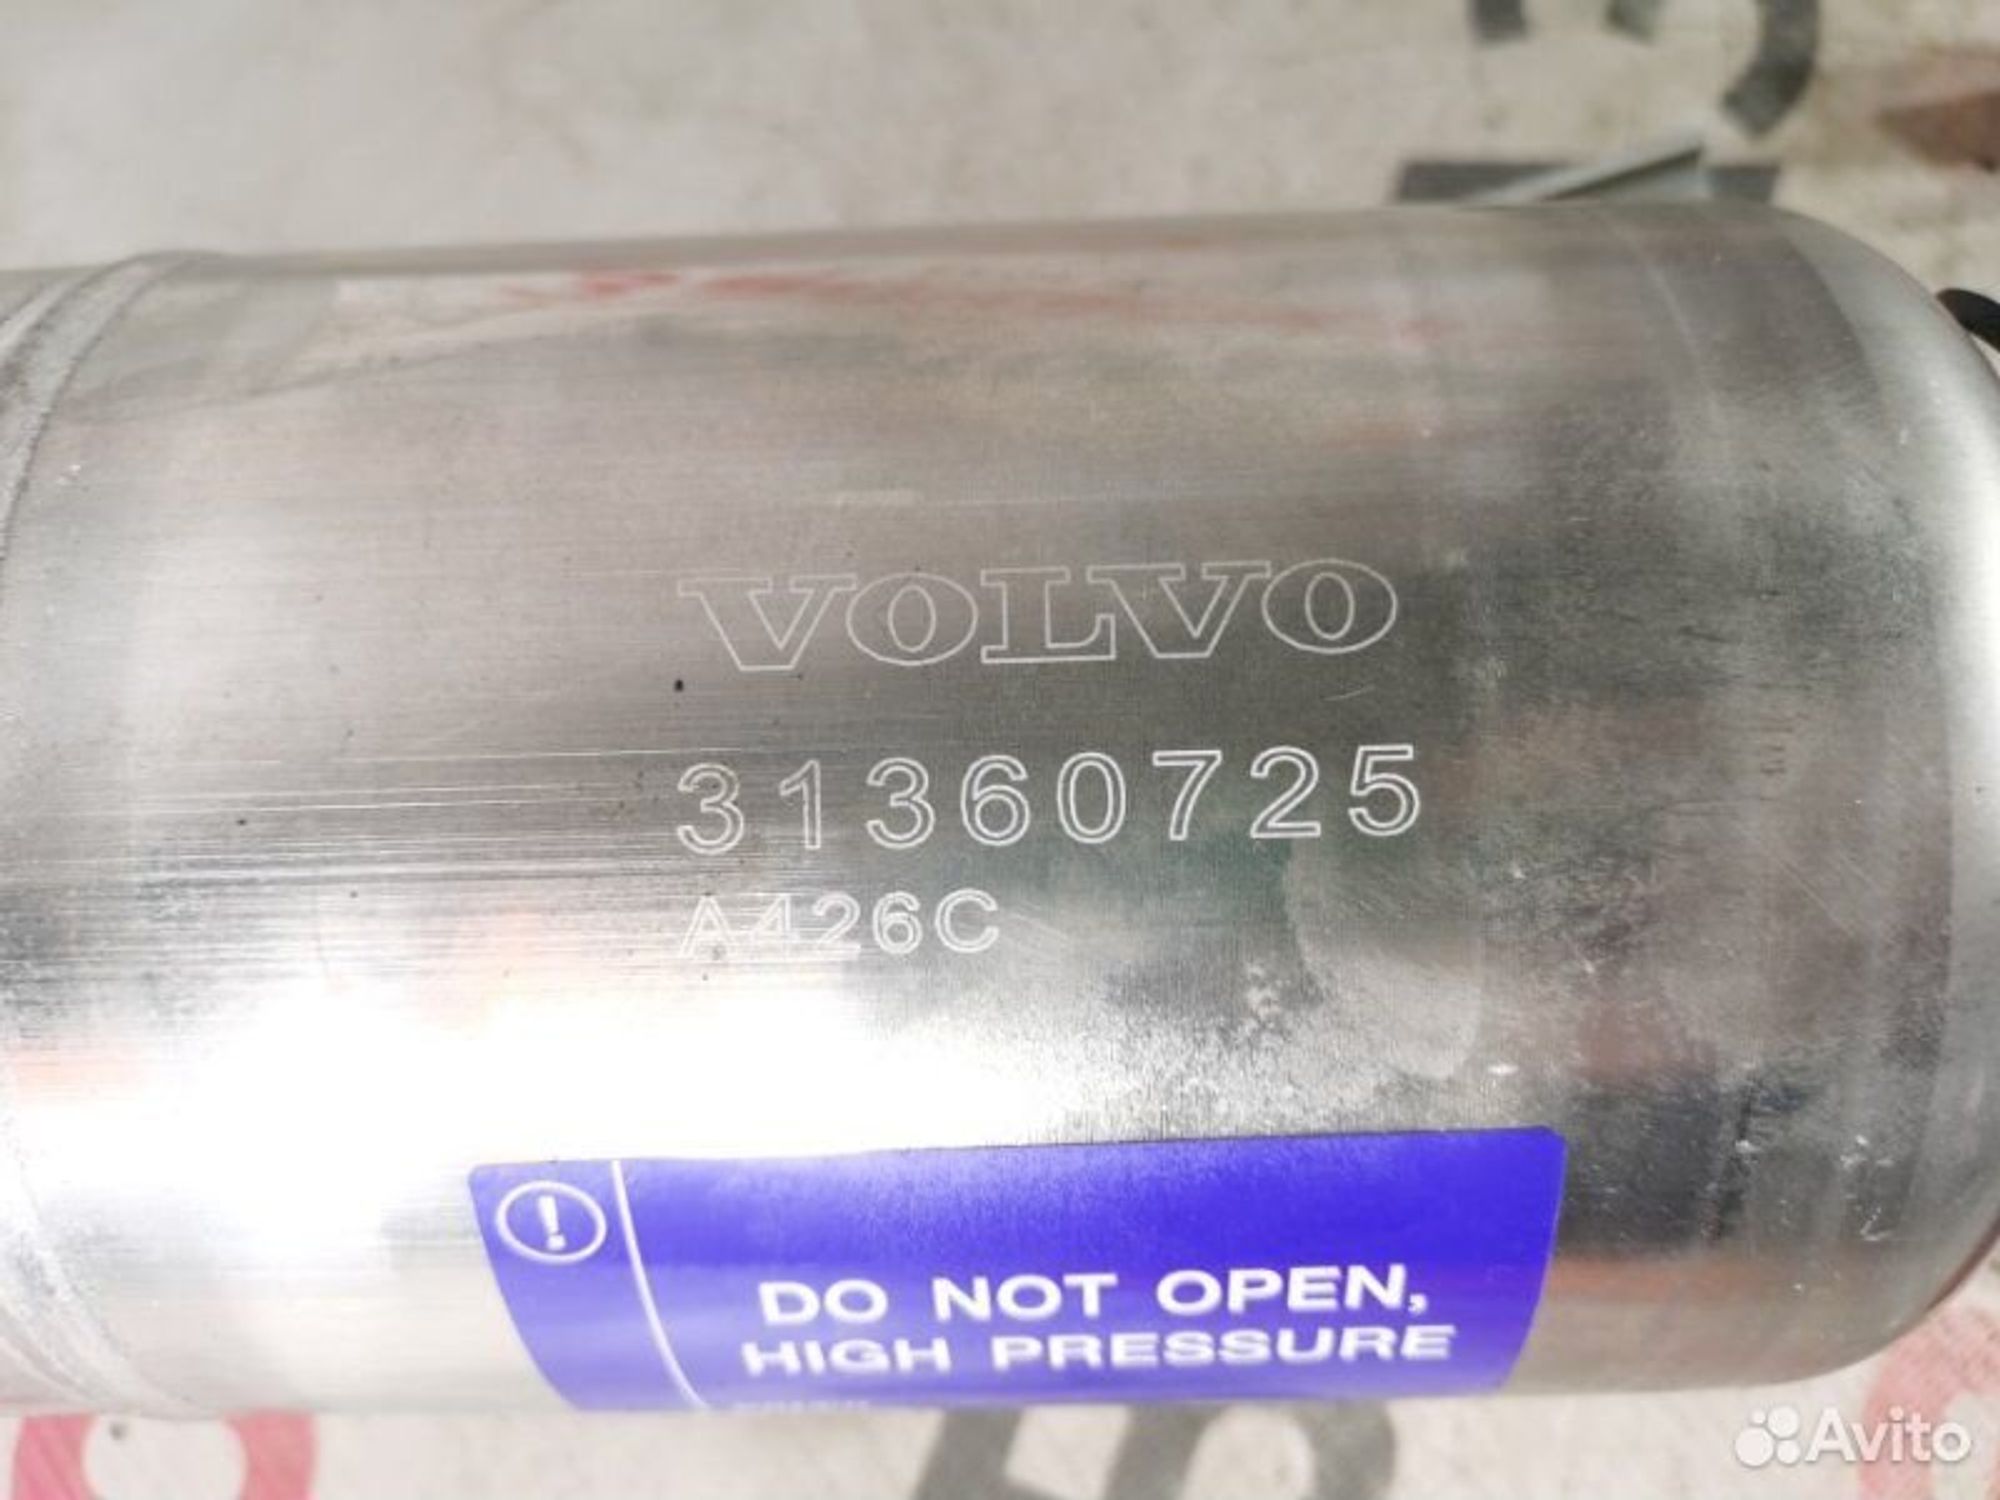 VOLVO
31360725
A426C
!
DO NOT OPEN,
HIGH PRESSURE
Avito